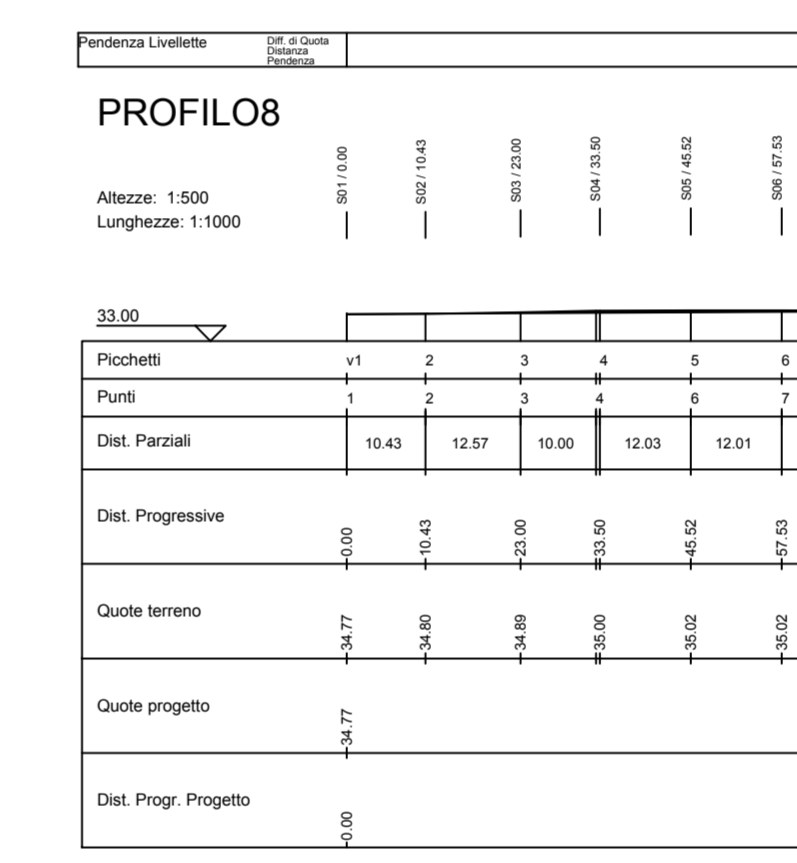 Pendenza Livellette
Diff. di Quota
Distanza
Pendenza
PROFILO8
Altezze: 1:500
Lunghezze: 1:1000
S01 / 0.00
S02 / 10.43
S03 / 23.00
S04 / 33.50
S05 / 45.52
S06 / 57.53
33.00
Picchetti v1 2 3 4 5 6
Punti 1 2 3 4 6 7
Dist. Parziali 10.43 12.57 10.00 12.03 12.01
Dist. Progressive 0.00 10.43 23.00 33.50 45.52 57.53
Quote terreno 34.77 34.80 34.89 35.00 35.02 35.02
Quote progetto 34.77
Dist. Progr. Progetto 0.00